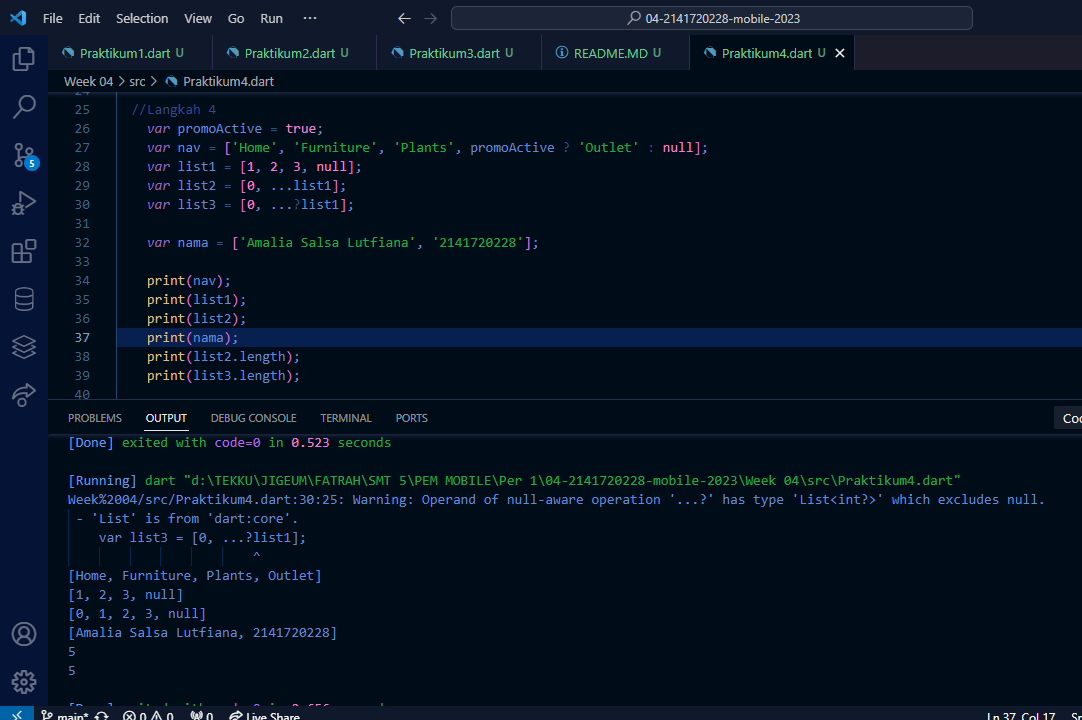 File Edit Selection View Go Run ··· 04-2141720228-mobile-2023
Praktikum1.dart U Praktikum2.dart U Praktikum3.dart U README.MD U Praktikum4.dart U
Week 04 > src > Praktikum4.dart
24
25 //Langkah 4
26 var promoActive = true;
27 var nav = ['Home', 'Furniture', 'Plants', promoActive ? 'Outlet' : null];
28 var list1 = [1, 2, 3, null];
29 var list2 = [0, ...list1];
30 var list3 = [0, ...?list1];
31
32 var nama = ['Amalia Salsa Lutfiana', '2141720228'];
33
34 print(nav);
35 print(list1);
36 print(list2);
37 print(nama);
38 print(list2.length);
39 print(list3.length);
40
5
PROBLEMS OUTPUT DEBUG CONSOLE TERMINAL PORTS
[Done] exited with code=0 in 0.523 seconds
[Running] dart "d:\TEKKU\JIGEUM\FATRAH\SMT 5\PEM MOBILE\Per 1\04-2141720228-mobile-2023\Week 04\src\Praktikum4.dart"
Week%2004/src/Praktikum4.dart:30:25: Warning: Operand of null-aware operation '...?' has type 'List<int?>' which excludes null.
- 'List' is from 'dart:core'.
var list3 = [0, ...?list1];
^
[Home, Furniture, Plants, Outlet]
[1, 2, 3, null]
[0, 1, 2, 3, null]
[Amalia Salsa Lutfiana, 2141720228]
5
5
main* 0 0 0 Live Share Ln 37, Col 17